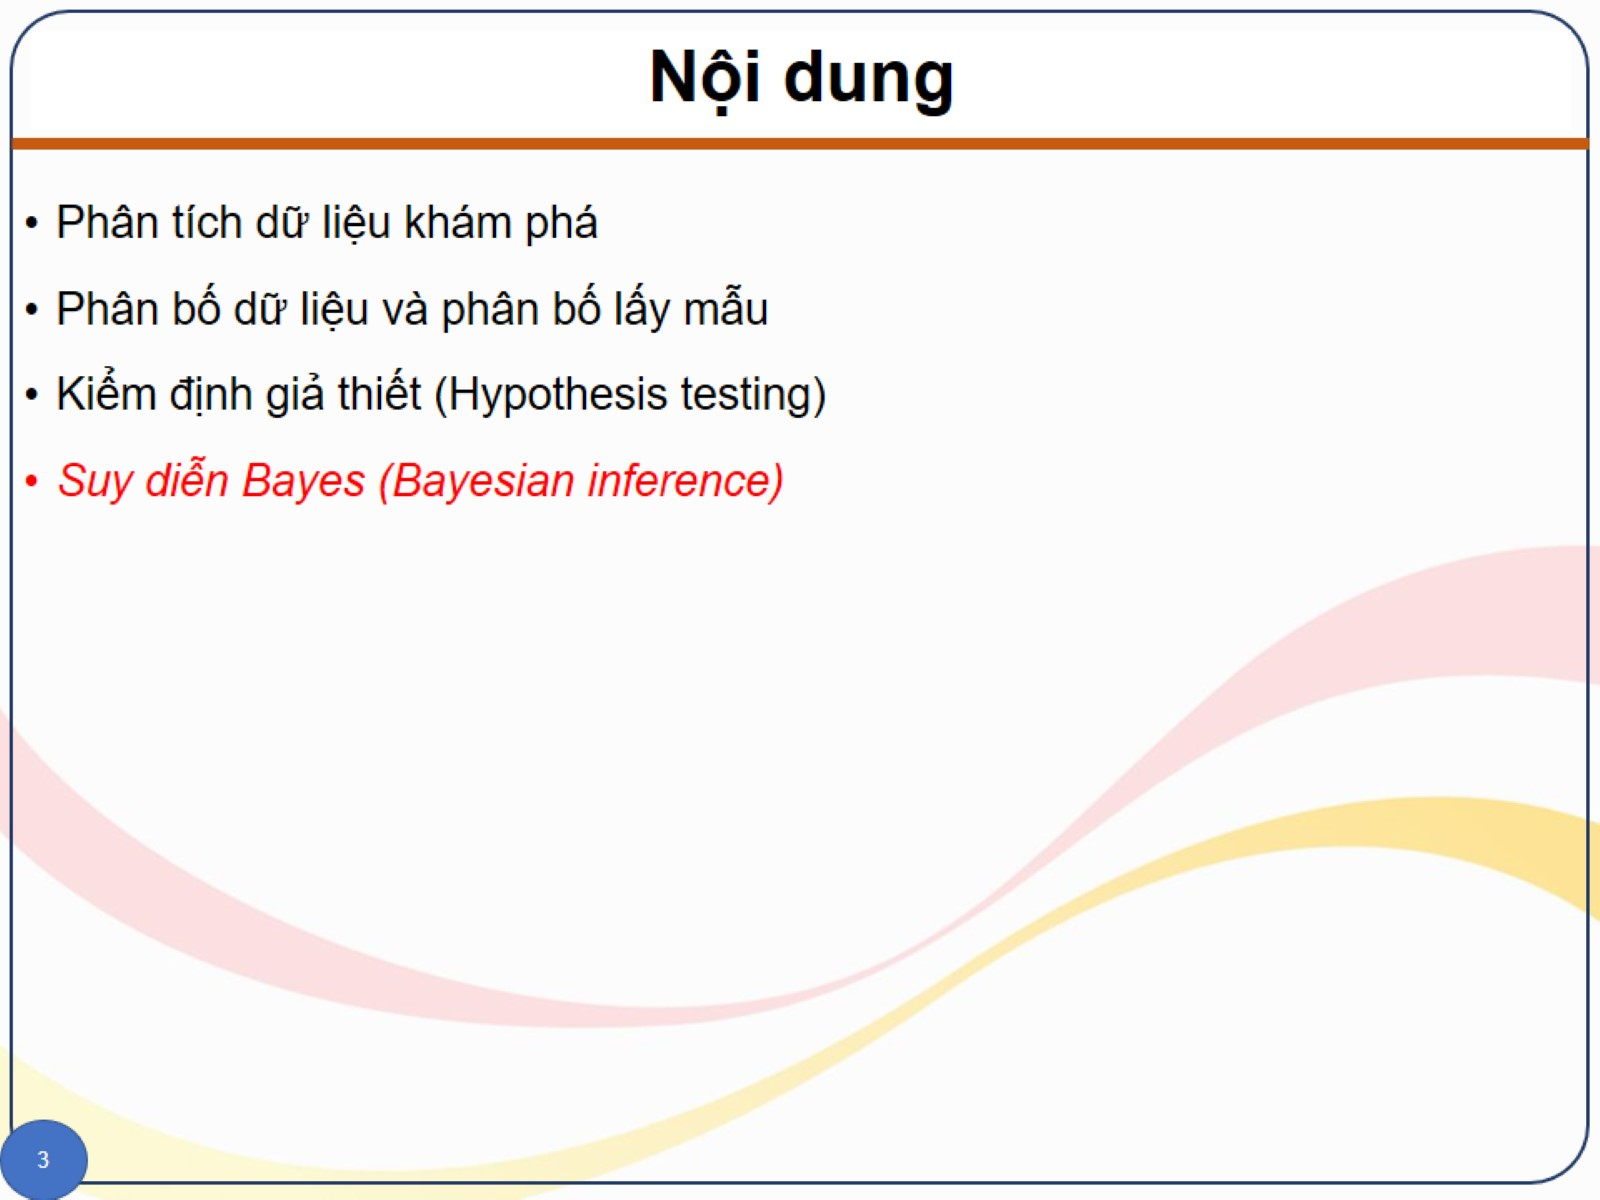 Nội dung
• Phân tích dữ liệu khám phá
• Phân bố dữ liệu và phân bố lấy mẫu
• Kiểm định giả thiết (Hypothesis testing)
• Suy diễn Bayes (Bayesian inference)
3